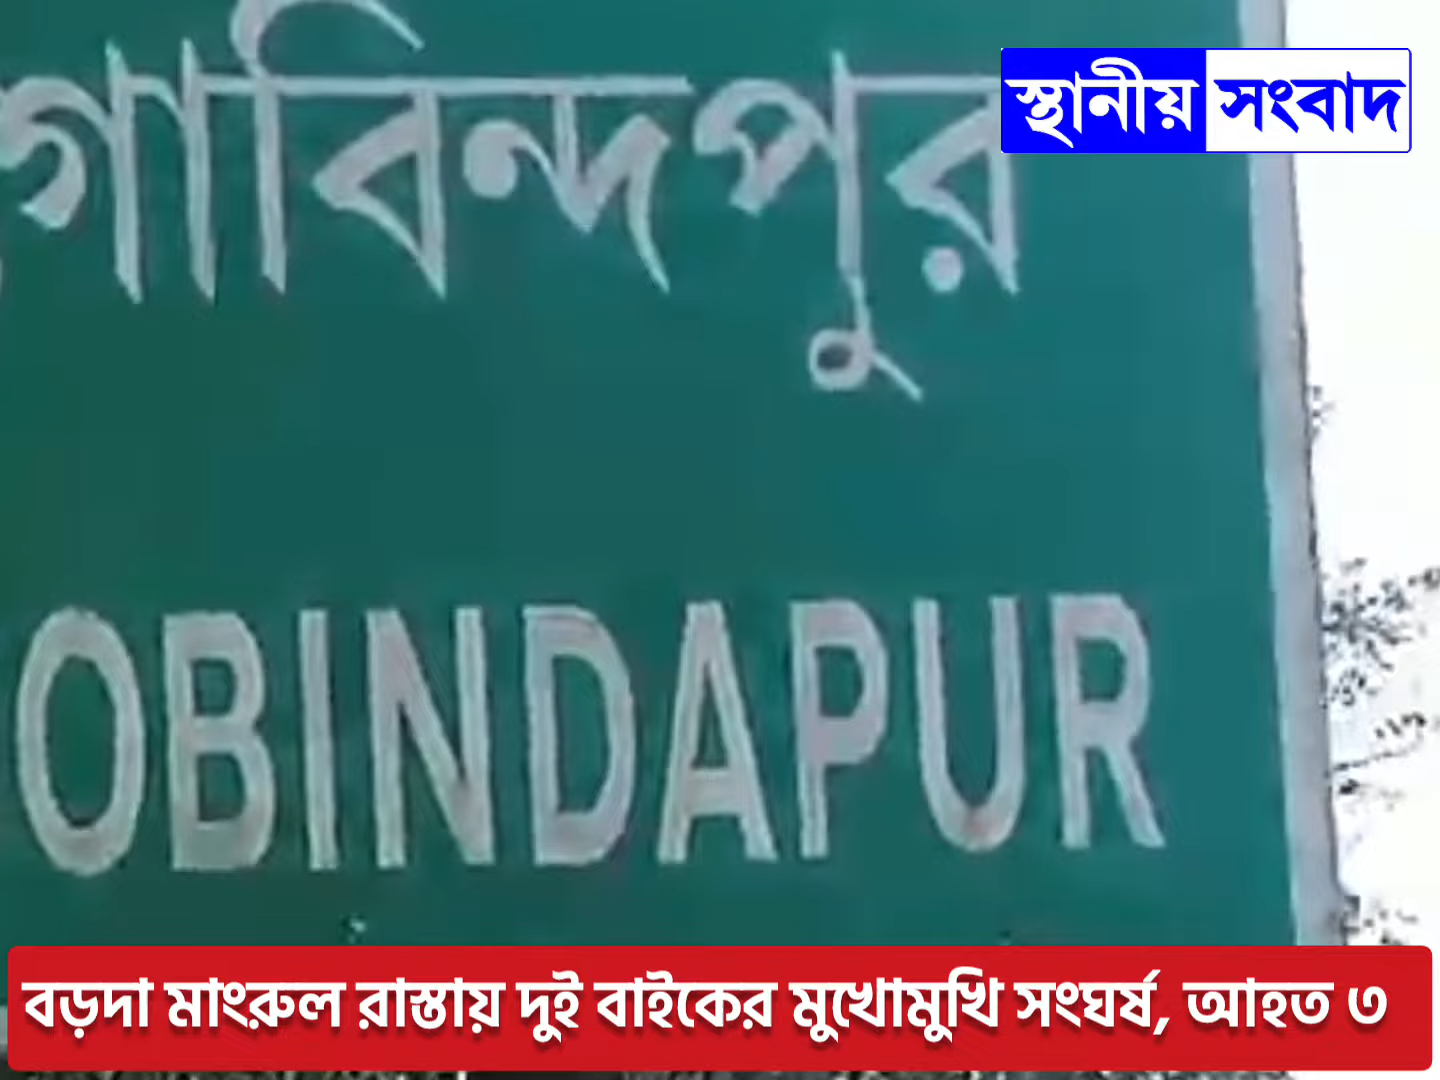 স্থানীয় সংবাদ
গোবিন্দপুর
OBINDAPUR
বড়দা মাংরুল রাস্তায় দুই বাইকের মুখোমুখি সংঘর্ষ, আহত ৩